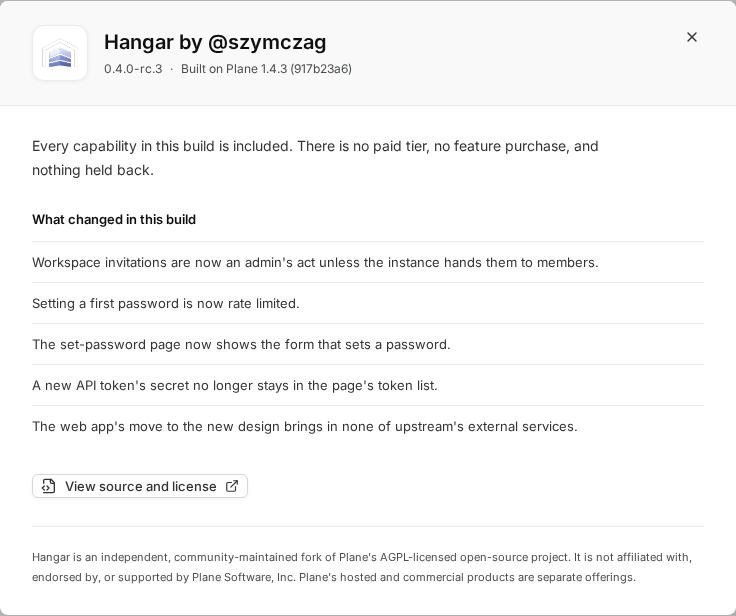 Hangar by @szymczag
0.4.0-rc.3 · Built on Plane 1.4.3 (917b23a6)
Every capability in this build is included. There is no paid tier, no feature purchase, and
nothing held back.
What changed in this build
Workspace invitations are now an admin's act unless the instance hands them to members.
Setting a first password is now rate limited.
The set-password page now shows the form that sets a password.
A new API token's secret no longer stays in the page's token list.
The web app's move to the new design brings in none of upstream's external services.
View source and license
Hangar is an independent, community-maintained fork of Plane's AGPL-licensed open-source project. It is not affiliated with,
endorsed by, or supported by Plane Software, Inc. Plane's hosted and commercial products are separate offerings.